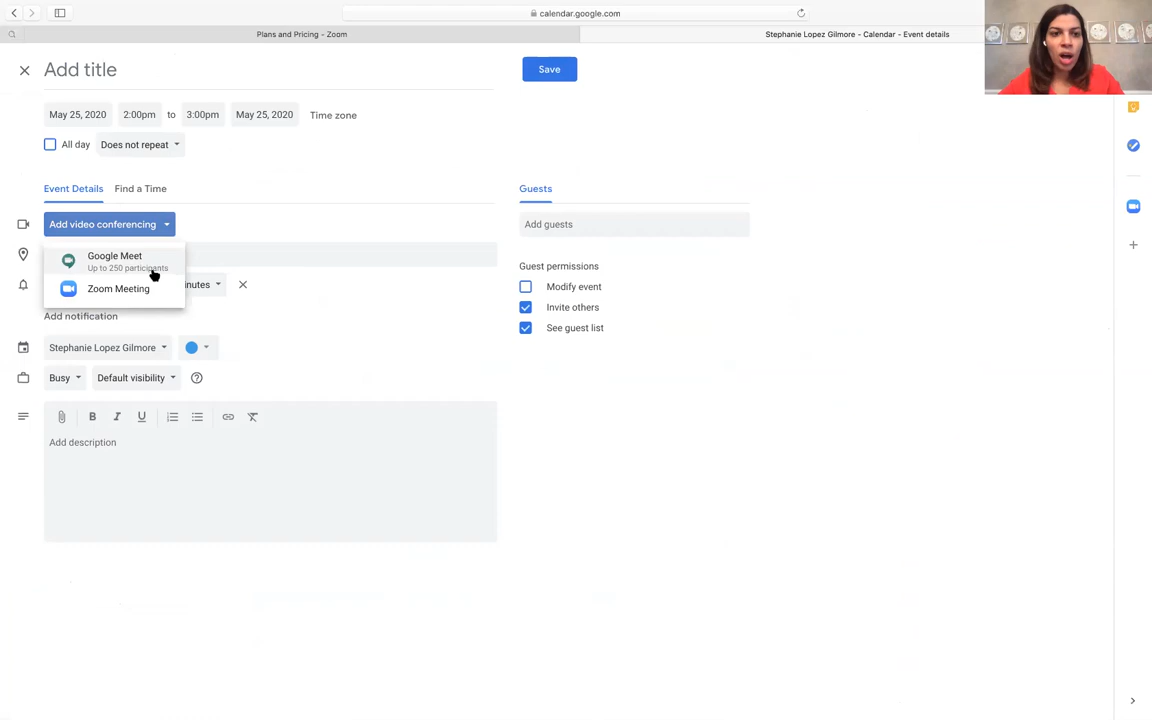 calendar.google.com
Plans and Pricing - Zoom
Stephanie Lopez Gilmore - Calendar - Event details
Add title
Save
May 25, 2020 2:00pm to 3:00pm May 25, 2020 Time zone
All day Does not repeat
Event Details Find a Time
Guests
Add video conferencing
Add guests
Google Meet
Up to 250 participants
Zoom Meeting
inutes
Add notification
Guest permissions
Modify event
Invite others
See guest list
Stephanie Lopez Gilmore
Busy Default visibility
B I U
Add description